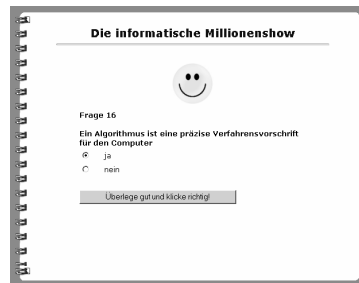 Die informatische Millionenshow
Frage 16
Ein Algorithmus ist eine präzise Verfahrensvorschrift
für den Computer
ja
nein
Überlege gut und klicke richtig!